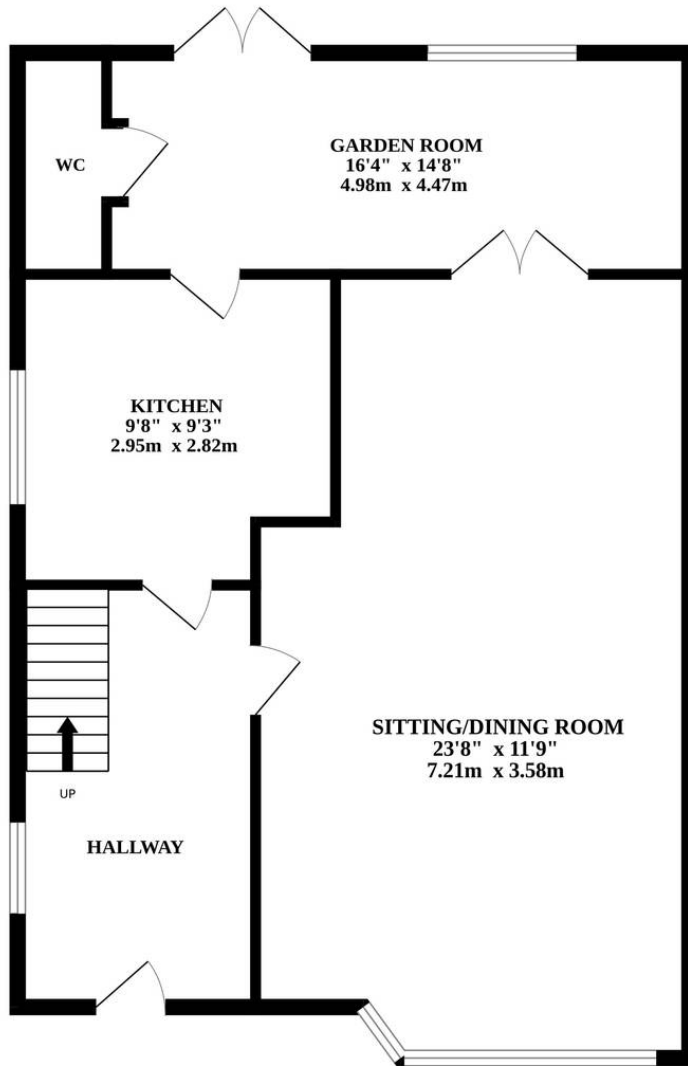 WC
GARDEN ROOM
16'4" x 14'8"
4.98m x 4.47m
KITCHEN
9'8" x 9'3"
2.95m x 2.82m
SITTING/DINING ROOM
23'8" x 11'9"
7.21m x 3.58m
UP
HALLWAY